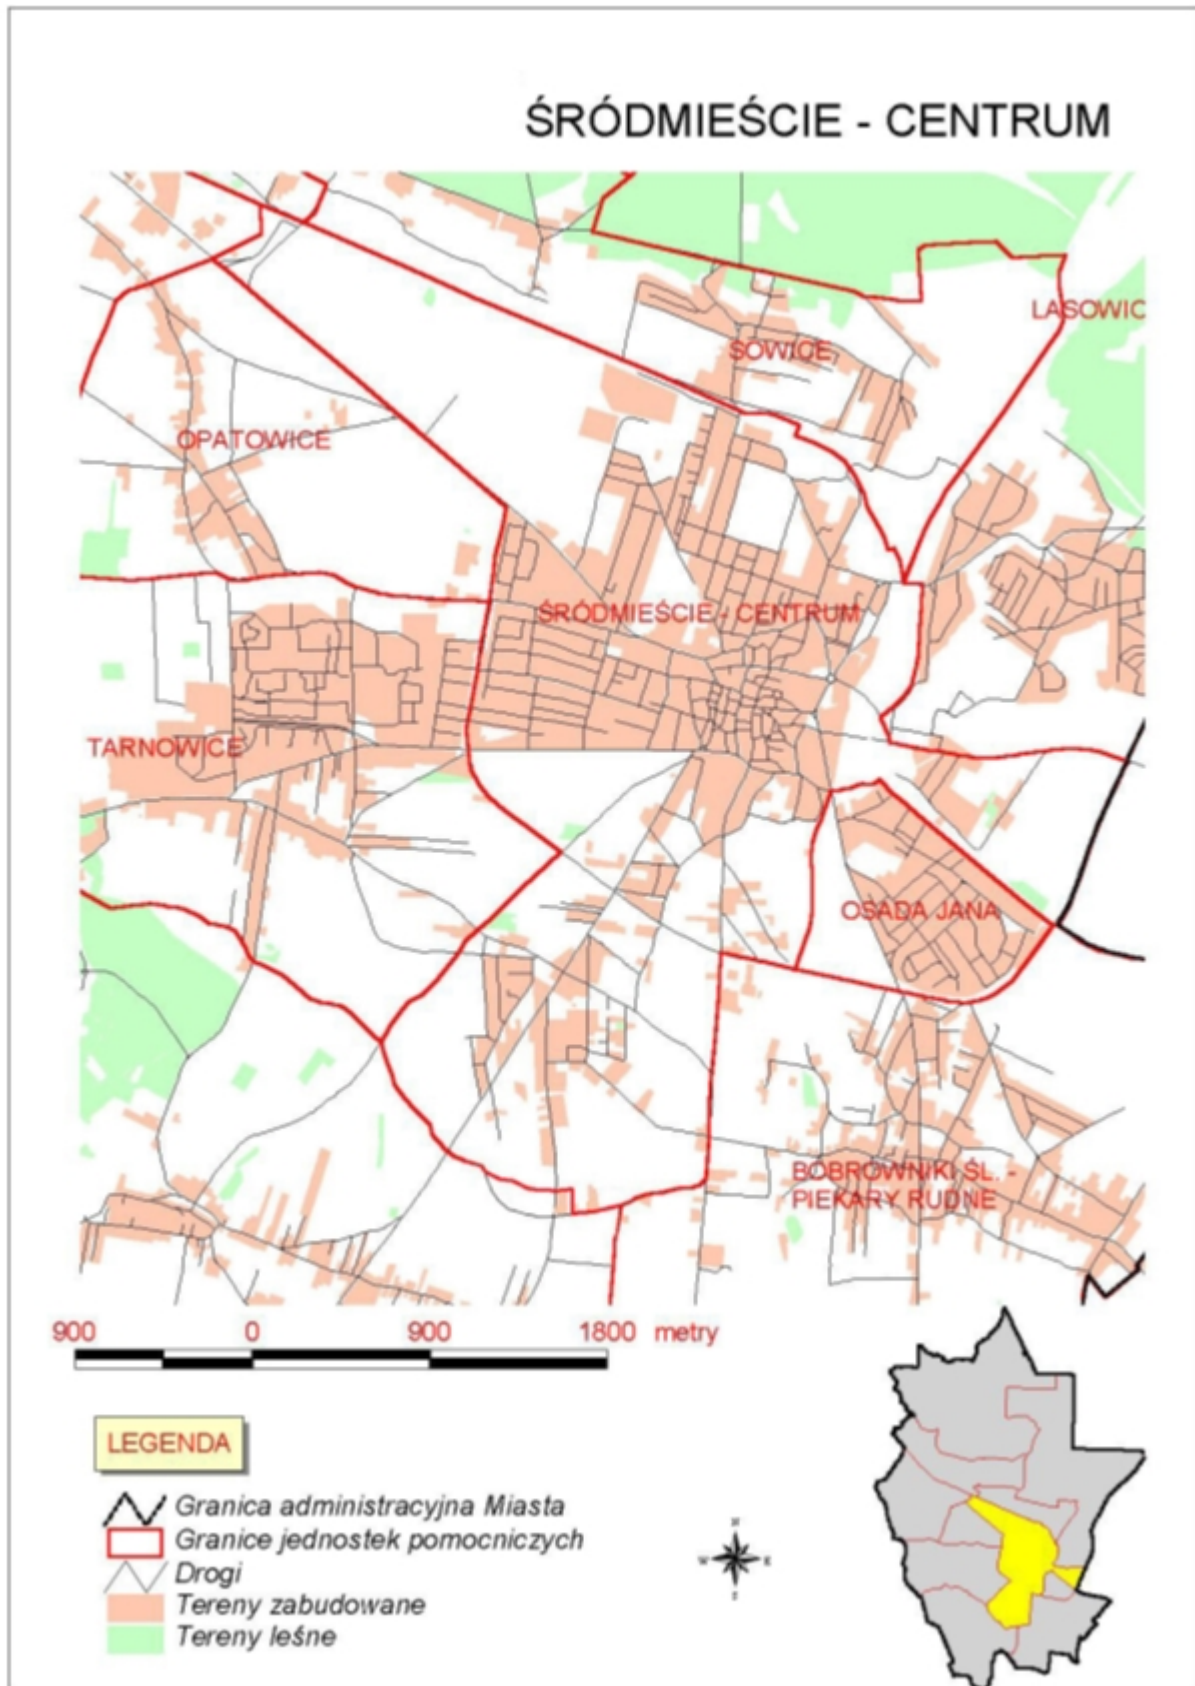 ŚRÓDMIEŚCIE - CENTRUM
LASOWIC
SOWICE
OPATOWICE
ŚRÓDMIEŚCIE - CENTRUM
TARNOWICE
OSADA JANA
BOBROWNIKI ŚL. -
PIEKARY RUDNE
900 0 900 1800 metry
LEGENDA
Granica administracyjna Miasta
Granice jednostek pomocniczych
Drogi
Tereny zabudowane
Tereny leśne
N
W E
S